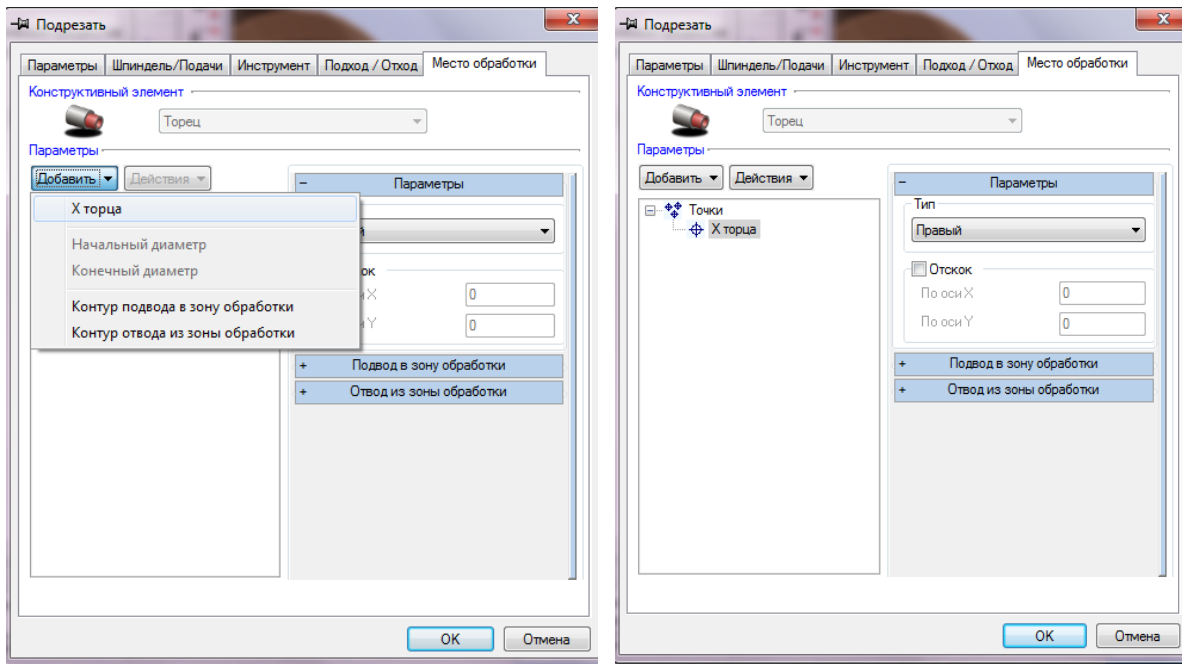 Подрезать
Параметры Шпиндель/Подачи Инструмент Подход / Отход Место обработки
Конструктивный элемент
Торец
Параметры
Добавить Действия
Х торца
Начальный диаметр
Конечный диаметр
Контур подвода в зону обработки
Контур отвода из зоны обработки
– Параметры
ок
Х
0
Y
0
+ Подвод в зону обработки
+ Отвод из зоны обработки
OK Отмена
Подрезать
Параметры Шпиндель/Подачи Инструмент Подход / Отход Место обработки
Конструктивный элемент
Торец
Параметры
Добавить Действия
Точки
Х торца
– Параметры
Тип
Правый
Отскок
По оси Х 0
По оси Y 0
+ Подвод в зону обработки
+ Отвод из зоны обработки
OK Отмена